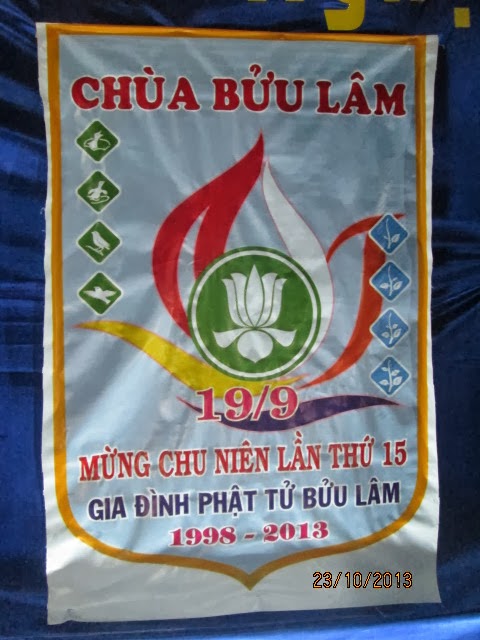 CHÙA BỬU LÂM
19/9
MỪNG CHU NIÊN LẦN THỨ 15
GIA ĐÌNH PHẬT TỬ BỬU LÂM
1998 - 2013
23/10/2013